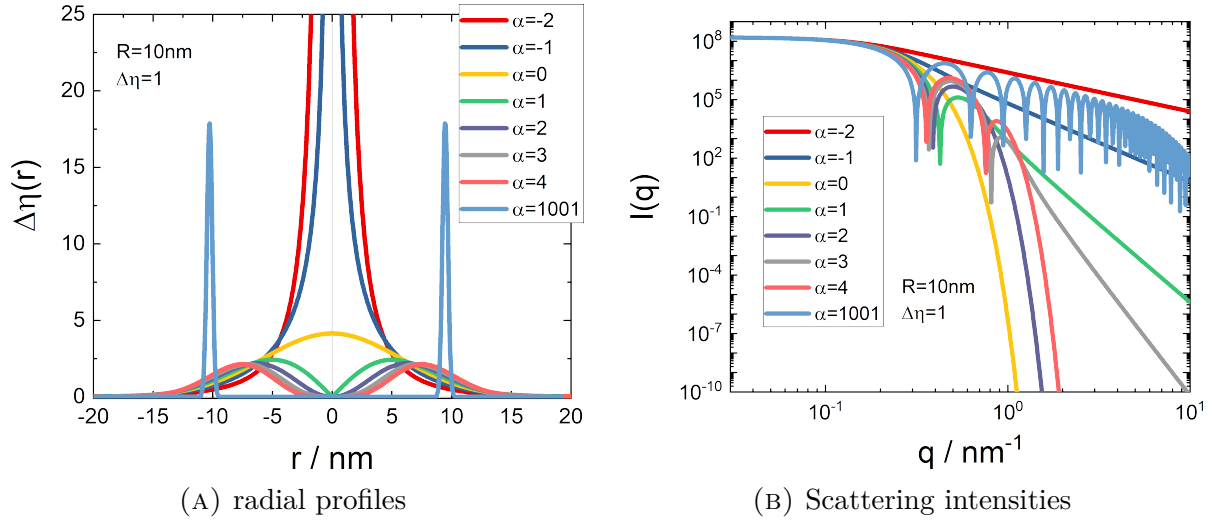 25
20
15
10
5
0
Δη(r)
R=10nm
Δη=1
α=-2
α=-1
α=0
α=1
α=2
α=3
α=4
α=1001
-20 -15 -10 -5 0 5 10 15 20
r / nm
(A) radial profiles
10⁸
10⁵
10²
10⁻¹
10⁻⁴
10⁻⁷
10⁻¹⁰
I(q)
α=-2
α=-1
α=0
α=1
α=2
α=3
α=4
α=1001
R=10nm
Δη=1
10⁻¹ 10⁰ 10¹
q / nm⁻¹
(B) Scattering intensities